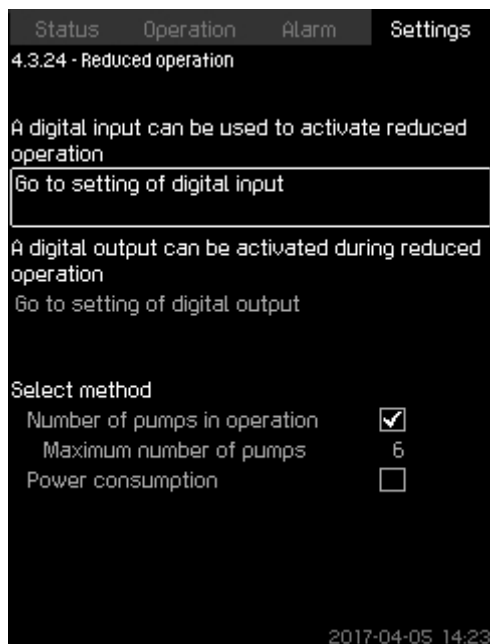 Status Operation Alarm Settings
4.3.24 - Reduced operation
A digital input can be used to activate reduced
operation
Go to setting of digital input
A digital output can be activated during reduced
operation
Go to setting of digital output
Select method
Number of pumps in operation
Maximum number of pumps 6
Power consumption
2017-04-05 14:23